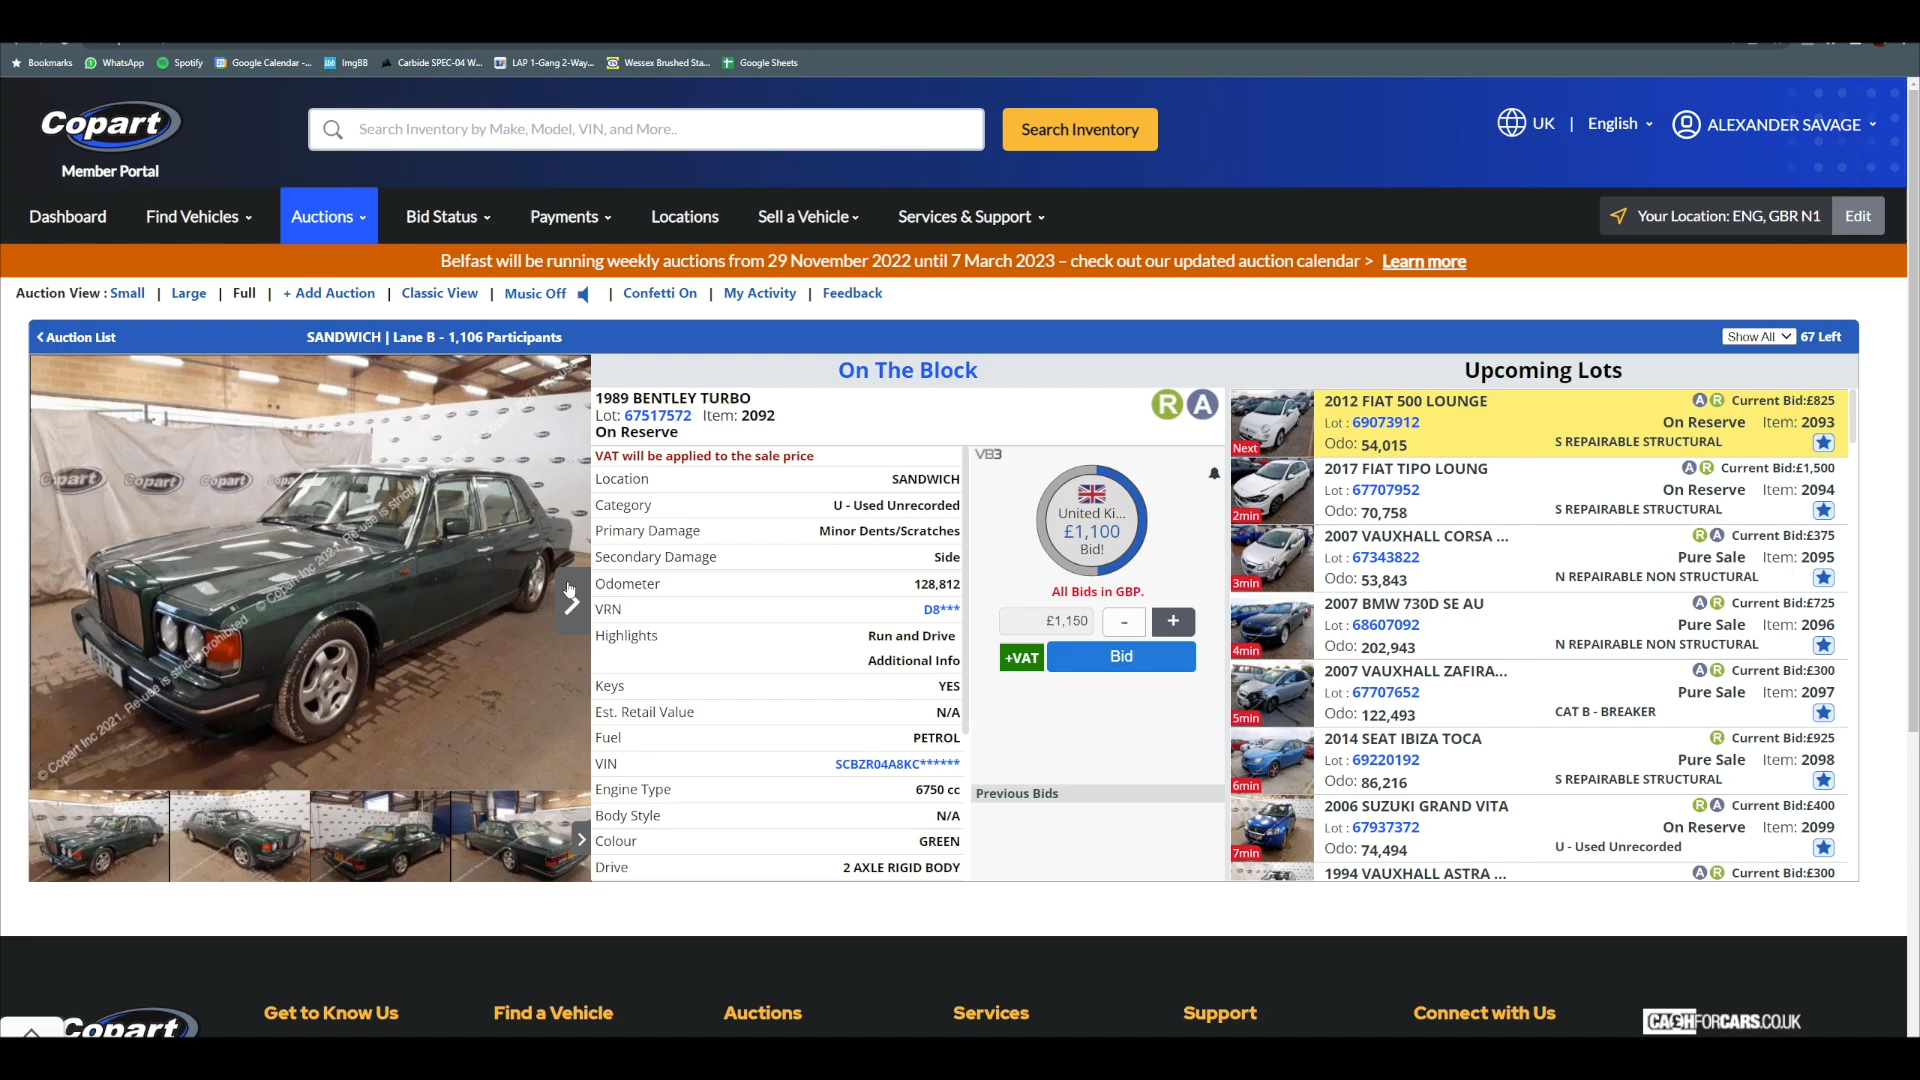 Bookmarks WhatsApp Spotify Google Calendar -... ImgBB Carbide SPEC-04 W... LAP 1-Gang 2-Way... Wessex Brushed Sta... Google Sheets
Copart
Member Portal
Search Inventory by Make, Model, VIN, and More..
Search Inventory
UK | English
ALEXANDER SAVAGE
Dashboard Find Vehicles Auctions Bid Status Payments Locations Sell a Vehicle Services & Support
Your Location: ENG, GBR N1 Edit
Belfast will be running weekly auctions from 29 November 2022 until 7 March 2023 – check out our updated auction calendar > Learn more
Auction View : Small | Large | Full | + Add Auction | Classic View | Music Off | Confetti On | My Activity | Feedback
Auction List
SANDWICH | Lane B - 1,106 Participants
Show All 67 Left
© Copart Inc 2021. Re-use is strictly prohibited
On The Block
1989 BENTLEY TURBO
Lot: 67517572 Item: 2092
On Reserve
R A
VAT will be applied to the sale price
Location SANDWICH
Category U - Used Unrecorded
Primary Damage Minor Dents/Scratches
Secondary Damage Side
Odometer 128,812
VRN D8***
Highlights Run and Drive
Additional Info
Keys YES
Est. Retail Value N/A
Fuel PETROL
VIN SCBZR04A8KC******
Engine Type 6750 cc
Body Style N/A
Colour GREEN
Drive 2 AXLE RIGID BODY
VB3
United Ki...
£1,100
Bid!
All Bids in GBP.
£1,150 - +
+VAT Bid
Previous Bids
Upcoming Lots
Next
2012 FIAT 500 LOUNGE A R Current Bid:£825
Lot : 69073912 On Reserve Item: 2093
Odo: 54,015 S REPAIRABLE STRUCTURAL
2min
2017 FIAT TIPO LOUNG A R Current Bid:£1,500
Lot : 67707952 On Reserve Item: 2094
Odo: 70,758 S REPAIRABLE STRUCTURAL
3min
2007 VAUXHALL CORSA ... R A Current Bid:£375
Lot : 67343822 Pure Sale Item: 2095
Odo: 53,843 N REPAIRABLE NON STRUCTURAL
4min
2007 BMW 730D SE AU A R Current Bid:£725
Lot : 68607092 Pure Sale Item: 2096
Odo: 202,943 N REPAIRABLE NON STRUCTURAL
5min
2007 VAUXHALL ZAFIRA... A R Current Bid:£300
Lot : 67707652 Pure Sale Item: 2097
Odo: 122,493 CAT B - BREAKER
6min
2014 SEAT IBIZA TOCA R Current Bid:£925
Lot : 69220192 Pure Sale Item: 2098
Odo: 86,216 S REPAIRABLE STRUCTURAL
7min
2006 SUZUKI GRAND VITA R A Current Bid:£400
Lot : 67937372 On Reserve Item: 2099
Odo: 74,494 U - Used Unrecorded
1994 VAUXHALL ASTRA ... A R Current Bid:£300
Copart
Get to Know Us Find a Vehicle Auctions Services Support Connect with Us
CA£HFORCARS.CO.UK